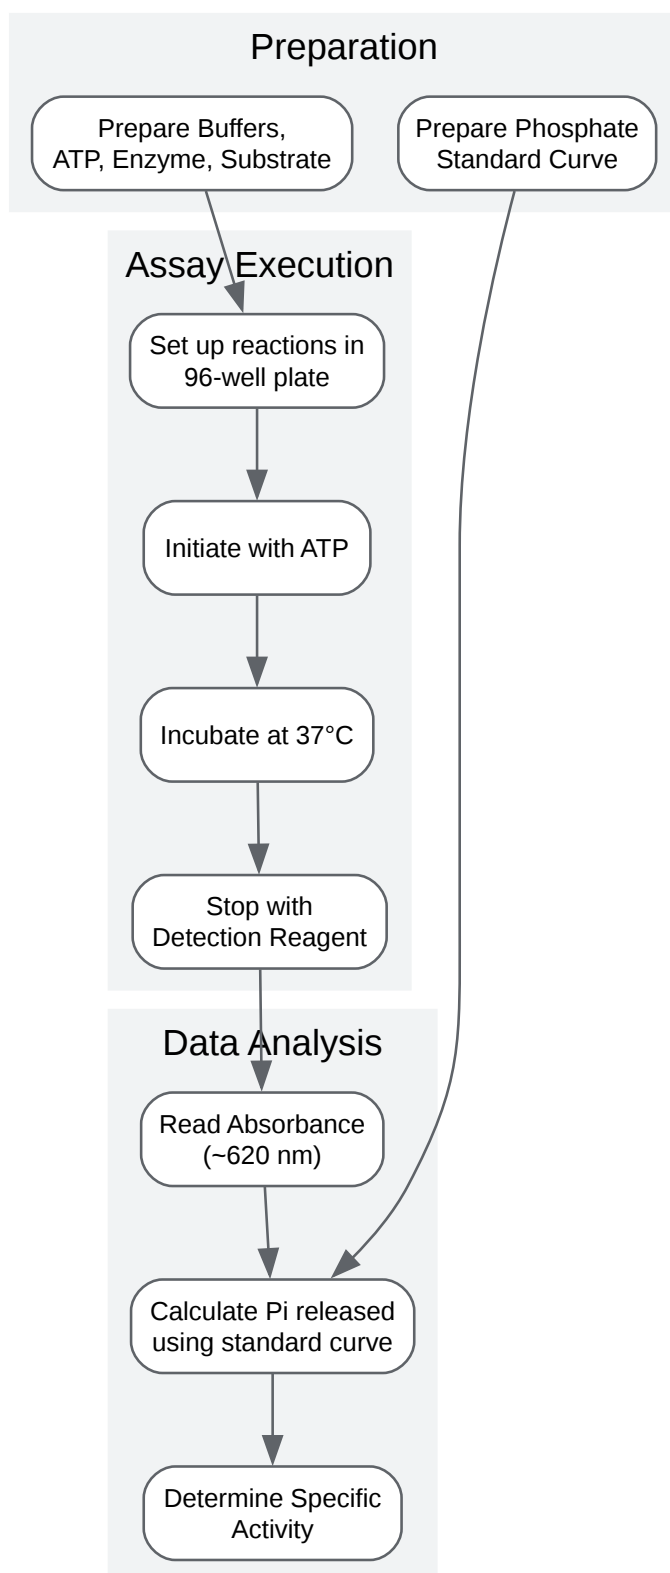 Preparation
Prepare Buffers,
ATP, Enzyme, Substrate
Prepare Phosphate
Standard Curve
Assay Execution
Set up reactions in
96-well plate
Initiate with ATP
Incubate at 37°C
Stop with
Detection Reagent
Data Analysis
Read Absorbance
(~620 nm)
Calculate Pi released
using standard curve
Determine Specific
Activity